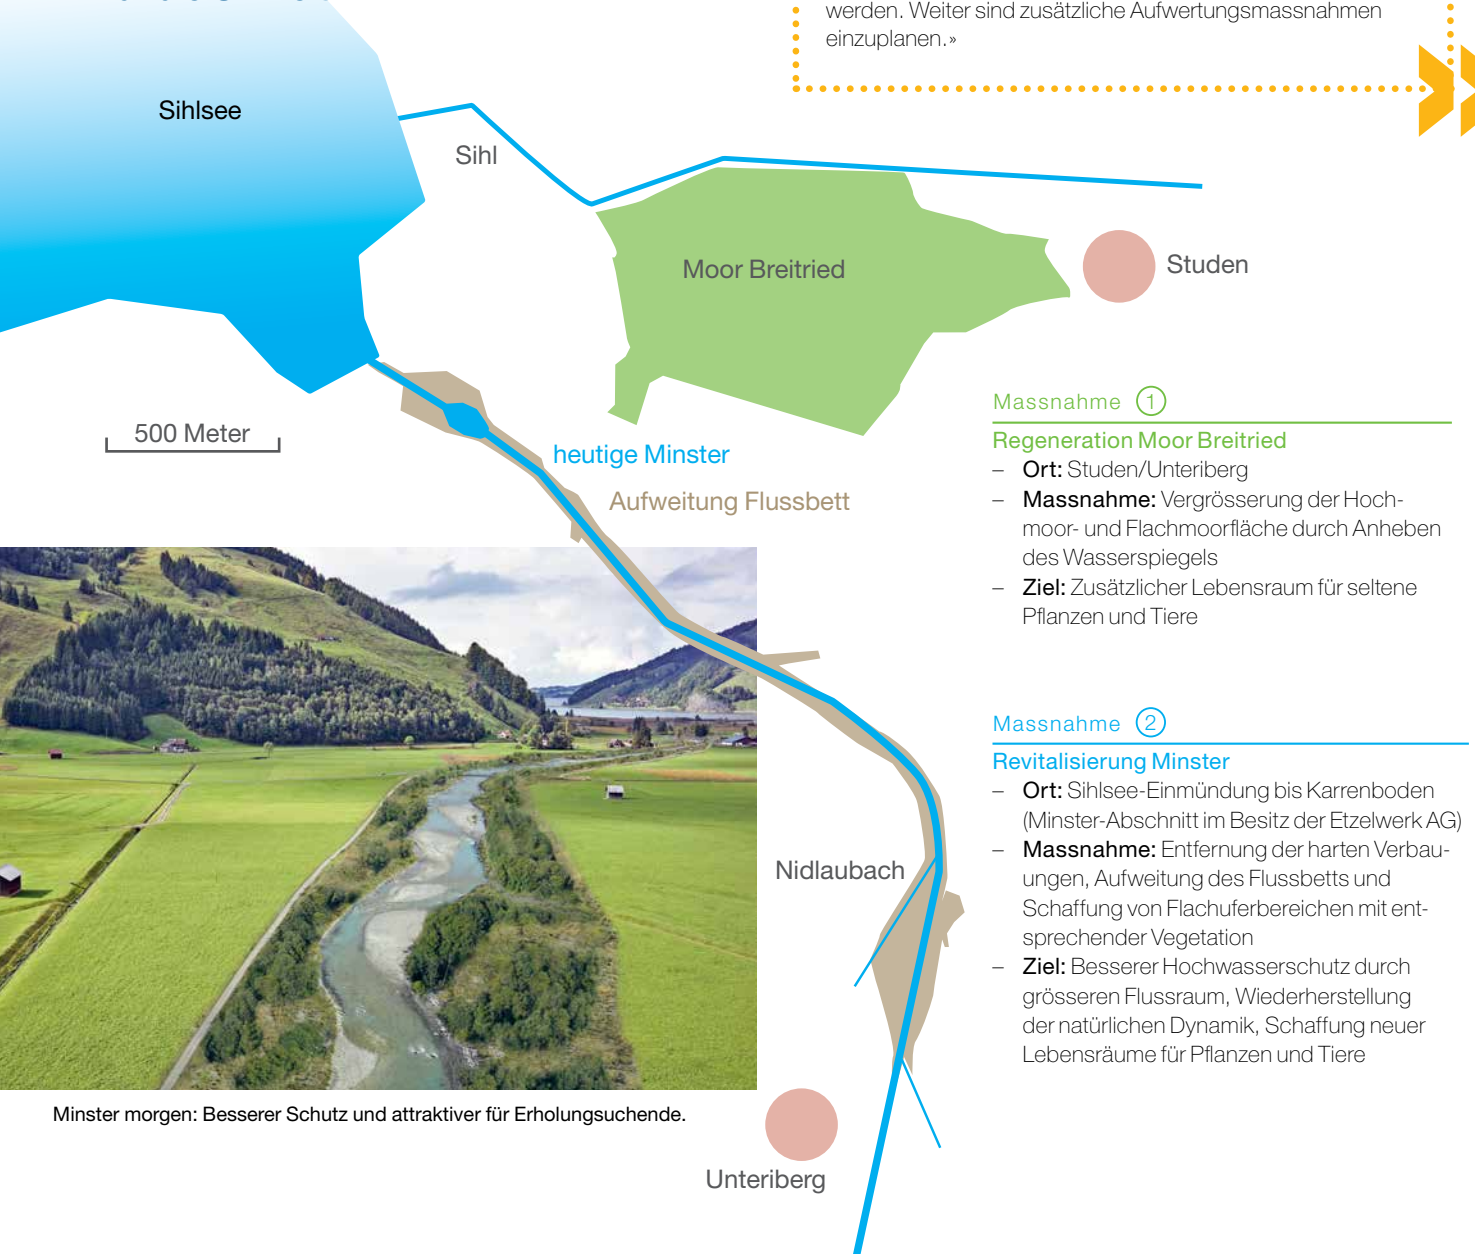 werden. Weiter sind zusätzliche Aufwertungsmassnahmen
einzuplanen.»
Sihlsee
Sihl
Moor Breitried
Studen
500 Meter
heutige Minster
Aufweitung Flussbett
Massnahme 1
Regeneration Moor Breitried
– Ort: Studen/Unteriberg
– Massnahme: Vergrösserung der Hoch-
moor- und Flachmoorfläche durch Anheben
des Wasserspiegels
– Ziel: Zusätzlicher Lebensraum für seltene
Pflanzen und Tiere
Massnahme 2
Revitalisierung Minster
– Ort: Sihlsee-Einmündung bis Karrenboden
(Minster-Abschnitt im Besitz der Etzelwerk AG)
– Massnahme: Entfernung der harten Verbau-
ungen, Aufweitung des Flussbetts und
Schaffung von Flachuferbereichen mit ent-
sprechender Vegetation
– Ziel: Besserer Hochwasserschutz durch
grösseren Flussraum, Wiederherstellung
der natürlichen Dynamik, Schaffung neuer
Lebensräume für Pflanzen und Tiere
Nidlaubach
Minster morgen: Besserer Schutz und attraktiver für Erholungsuchende.
Unteriberg